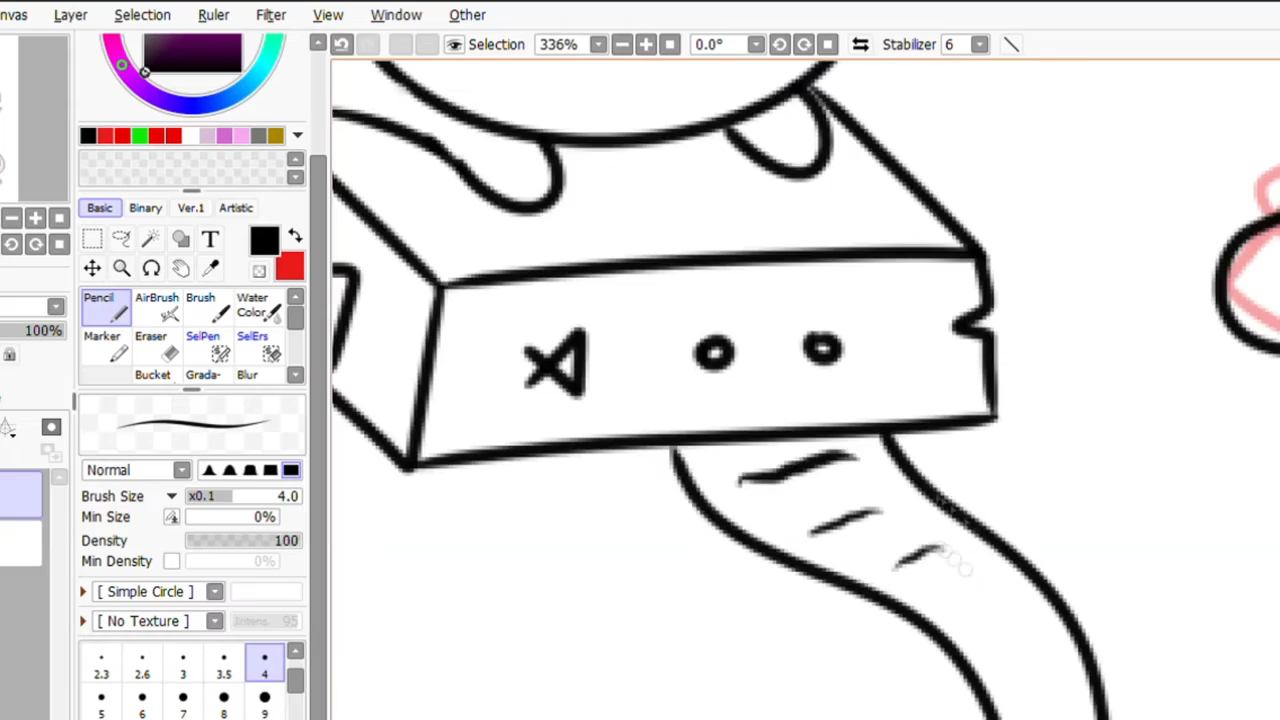 nvas Layer Selection Ruler Filter View Window Other
Selection 336% 0.0° Stabilizer 6
Basic Binary Ver.1 Artistic
T
Pencil AirBrush Brush Water Color
Marker Eraser SelPen SelErs
Bucket Grada- Blur
100%
Normal
Brush Size x0.1 4.0
Min Size 0%
Density 100
Min Density 0%
[ Simple Circle ]
[ No Texture ] Intens. 95
2.3 2.6 3 3.5 4
5 6 7 8 9